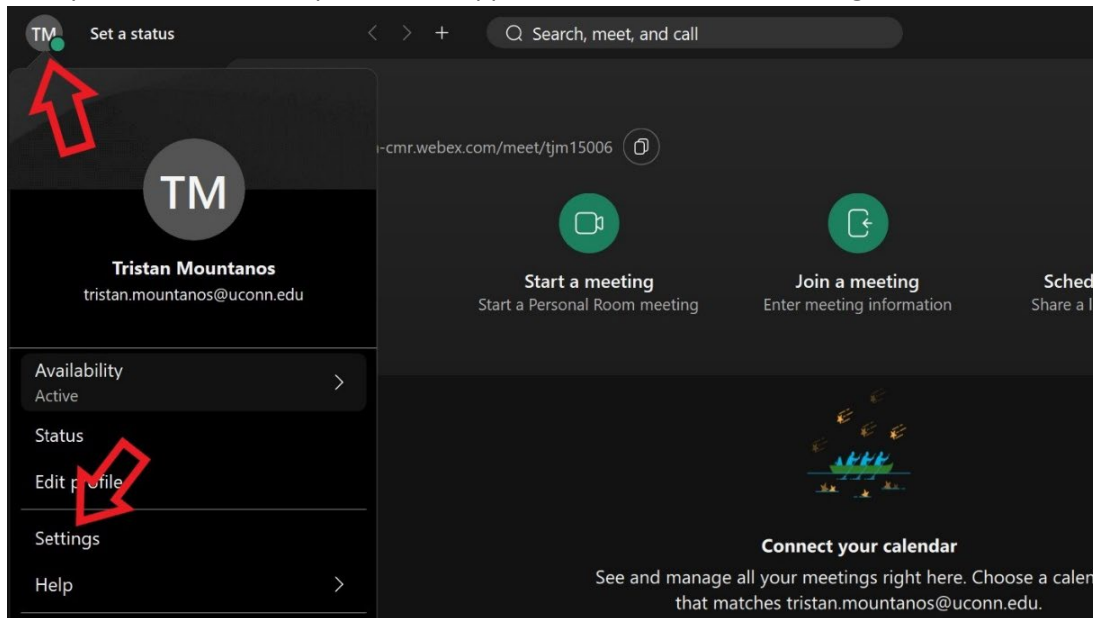 TM Set a status
Search, meet, and call
-cmr.webex.com/meet/tjm15006
TM
Tristan Mountanos
tristan.mountanos@uconn.edu
Start a meeting
Start a Personal Room meeting
Join a meeting
Enter meeting information
Sched
Share a l
Availability
Active
Status
Edit profile
Settings
Help
Connect your calendar
See and manage all your meetings right here. Choose a calen
that matches tristan.mountanos@uconn.edu.